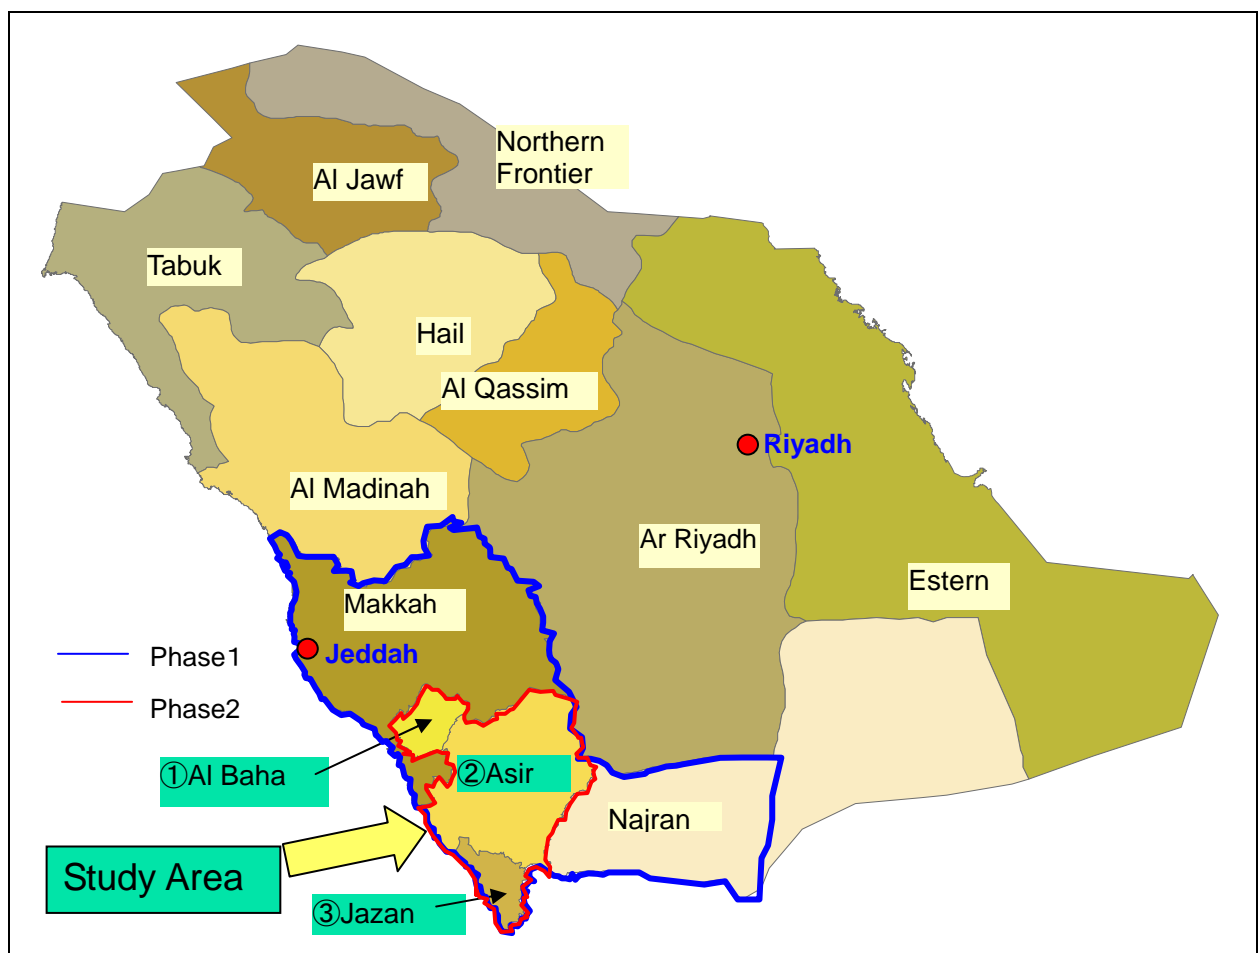 Northern
Frontier
Al Jawf
Tabuk
Hail
Al Qassim
Riyadh
Al Madinah
Ar Riyadh
Estern
Makkah
Jeddah
Phase1
Phase2
①Al Baha
②Asir
Najran
Study Area
③Jazan